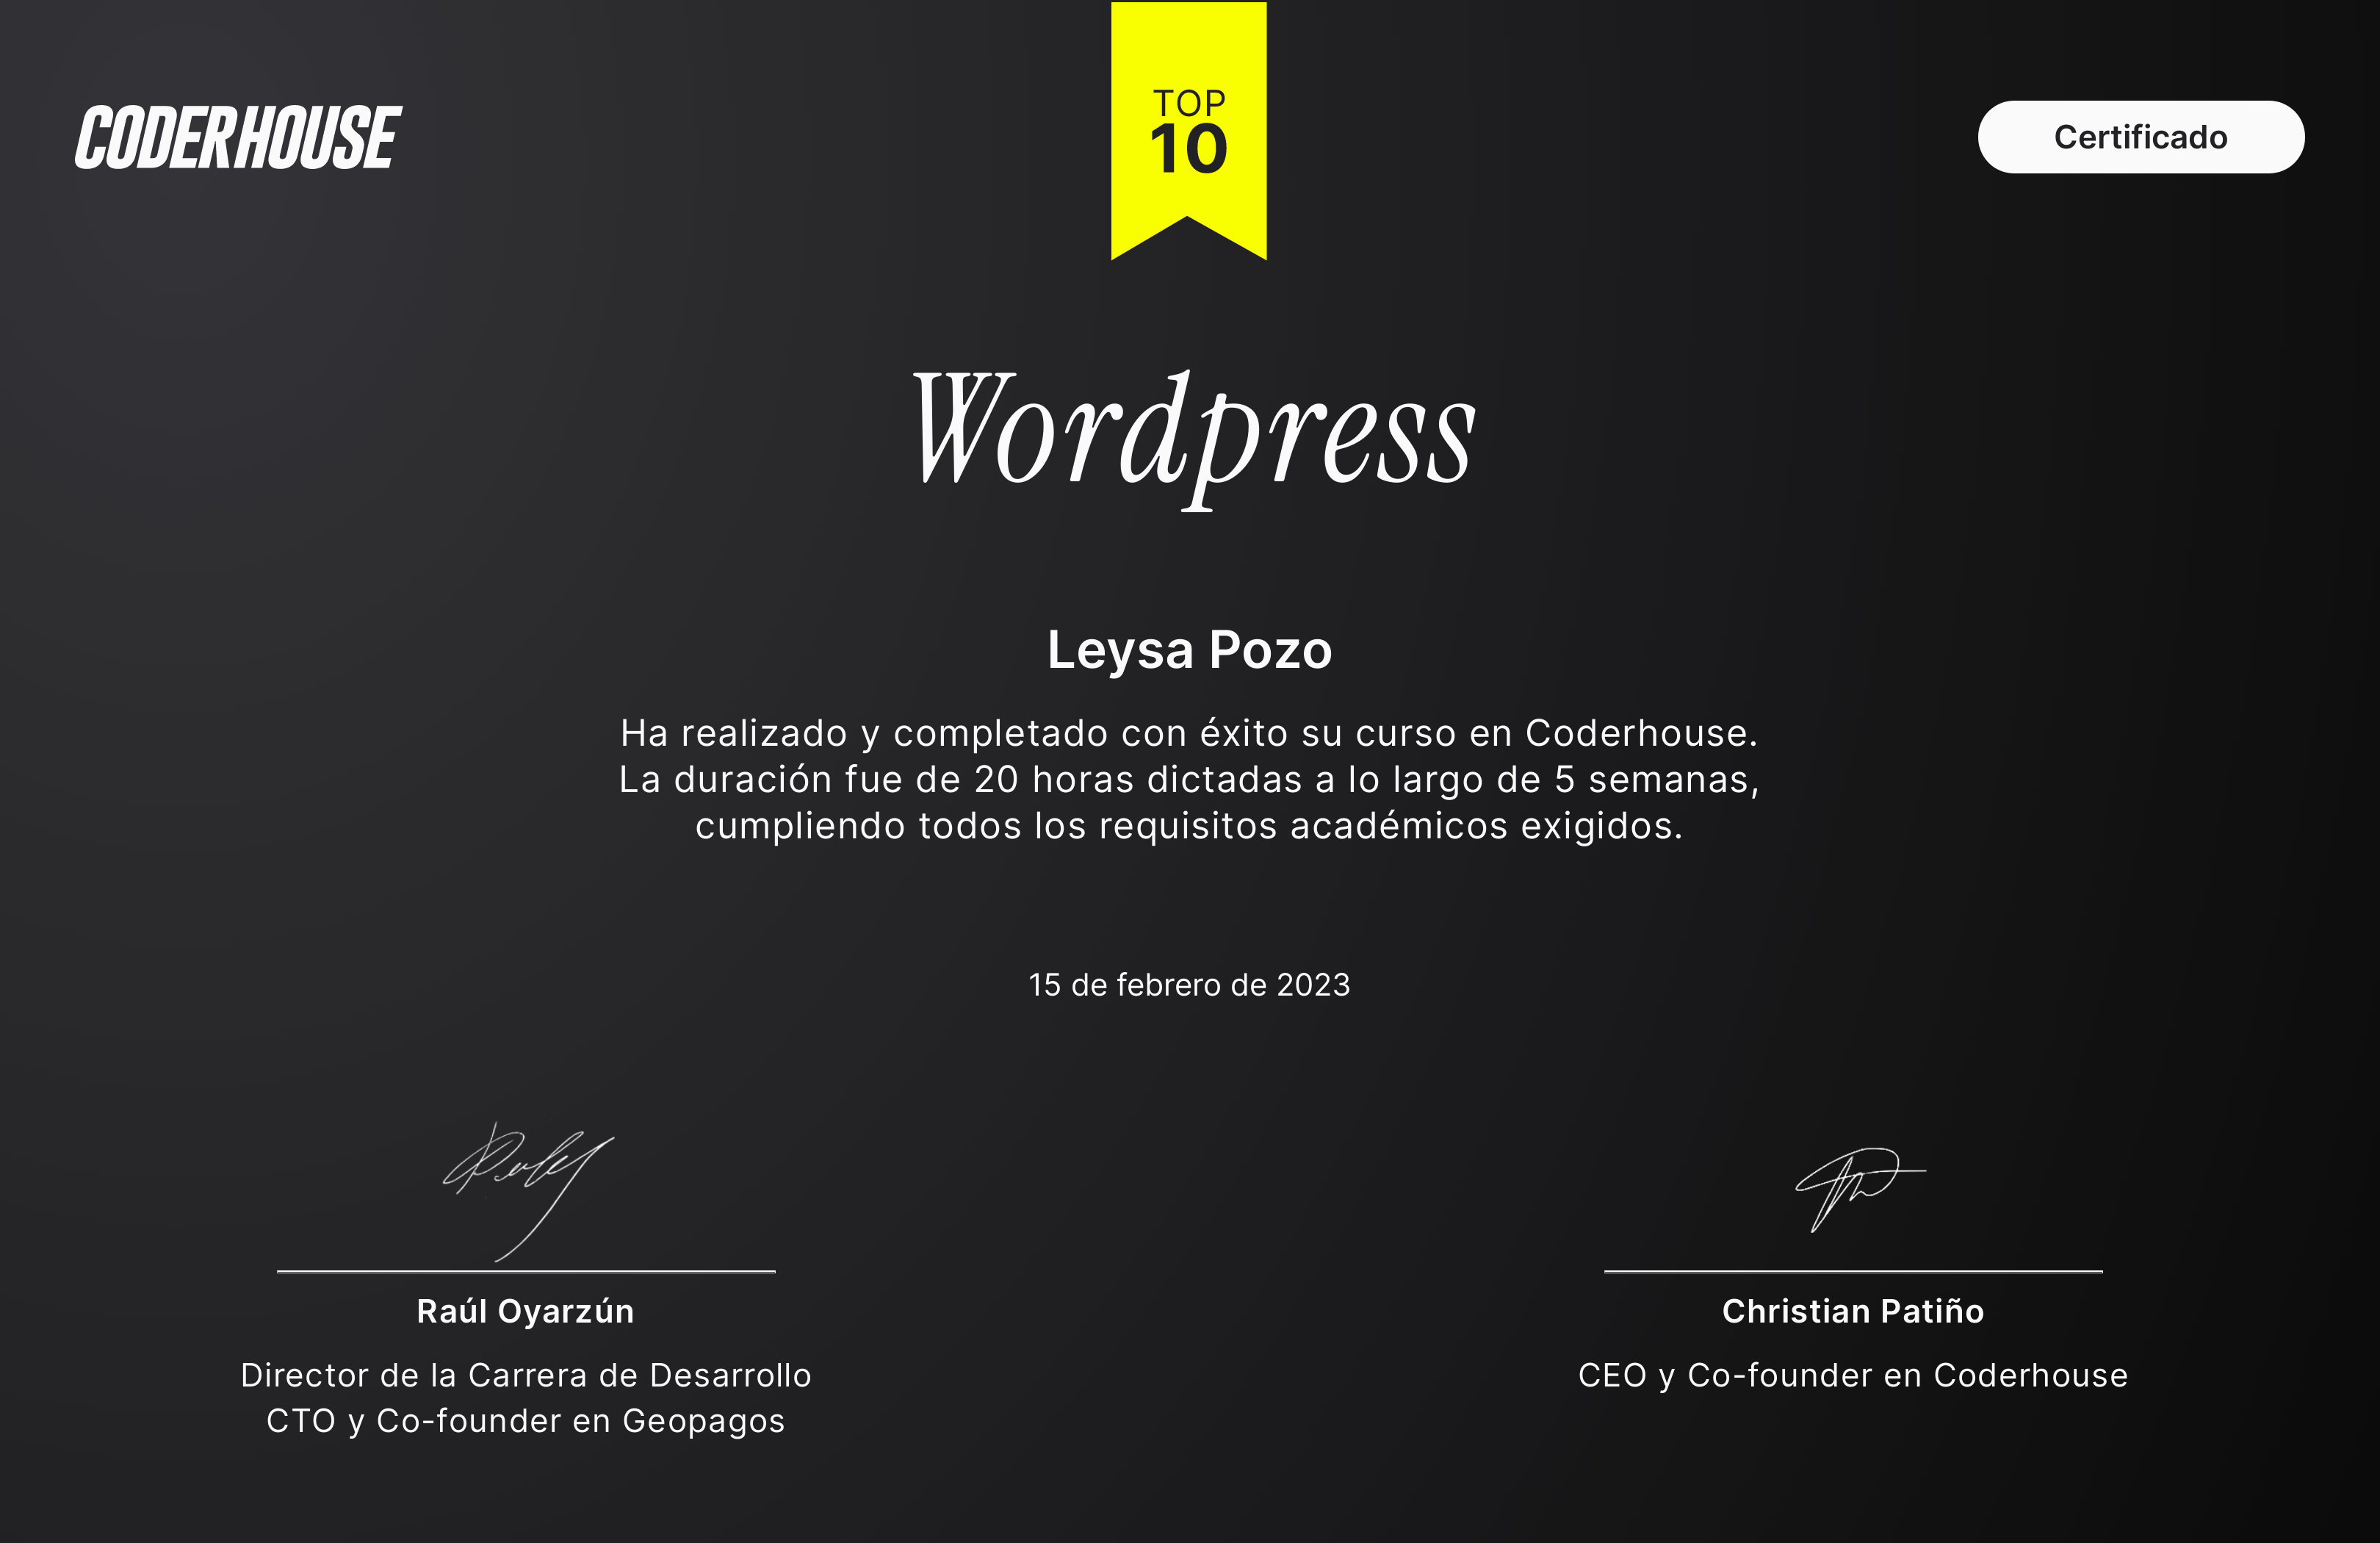 CODERHOUSE
TOP
10
Certificado
Wordpress
Leysa Pozo
Ha realizado y completado con éxito su curso en Coderhouse.
La duración fue de 20 horas dictadas a lo largo de 5 semanas,
cumpliendo todos los requisitos académicos exigidos.
15 de febrero de 2023
Raúl Oyarzún
Director de la Carrera de Desarrollo
CTO y Co-founder en Geopagos
Christian Patiño
CEO y Co-founder en Coderhouse